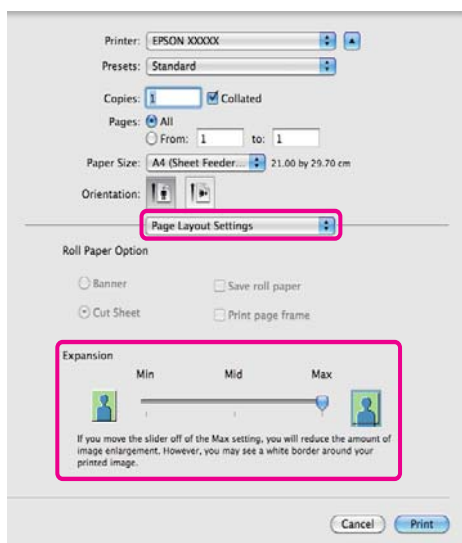 Printer: EPSON XXXXX
Presets: Standard
Copies: 1 Collated
Pages: All
From: 1 to: 1
Paper Size: A4 (Sheet Feeder... 21.00 by 29.70 cm
Orientation:
Page Layout Settings
Roll Paper Option
Banner Save roll paper
Cut Sheet Print page frame
Expansion
Min Mid Max
If you move the slider off of the Max setting, you will reduce the amount of
image enlargement. However, you may see a white border around your
printed image.
Cancel Print